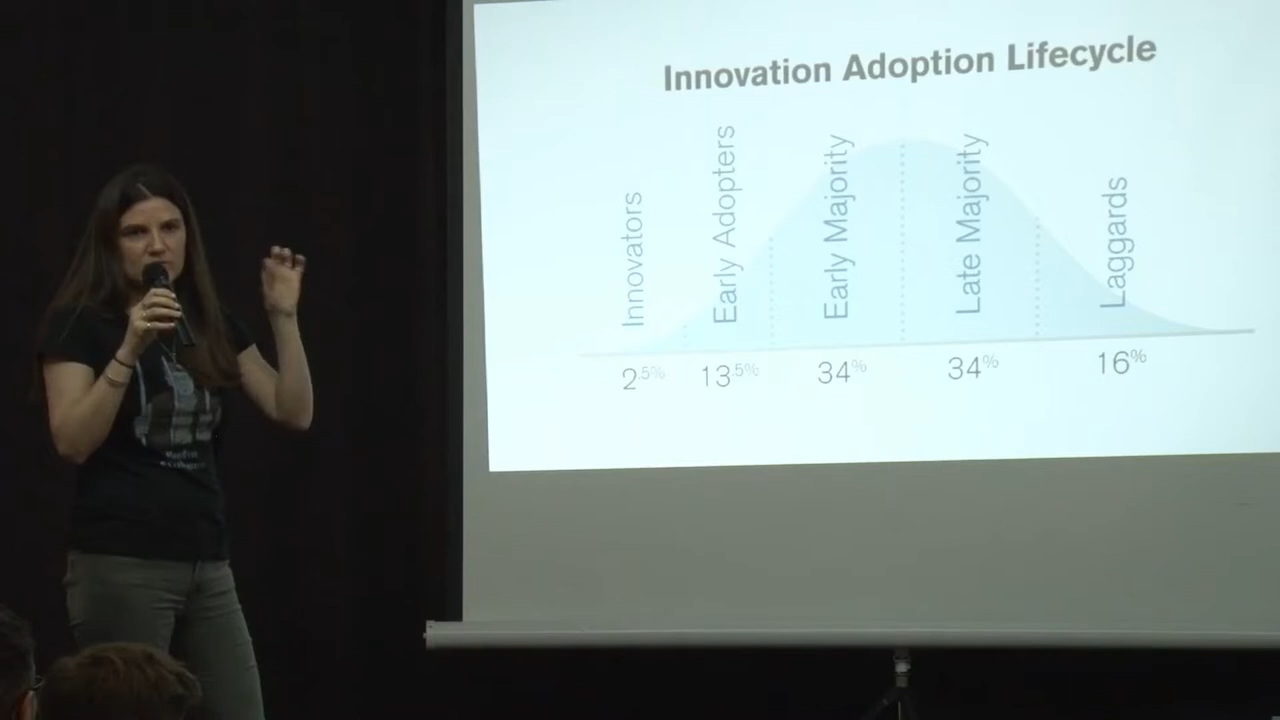 Innovation Adoption Lifecycle
Innovators
Early Adopters
Early Majority
Late Majority
Laggards
2.5%
13.5%
34%
34%
16%